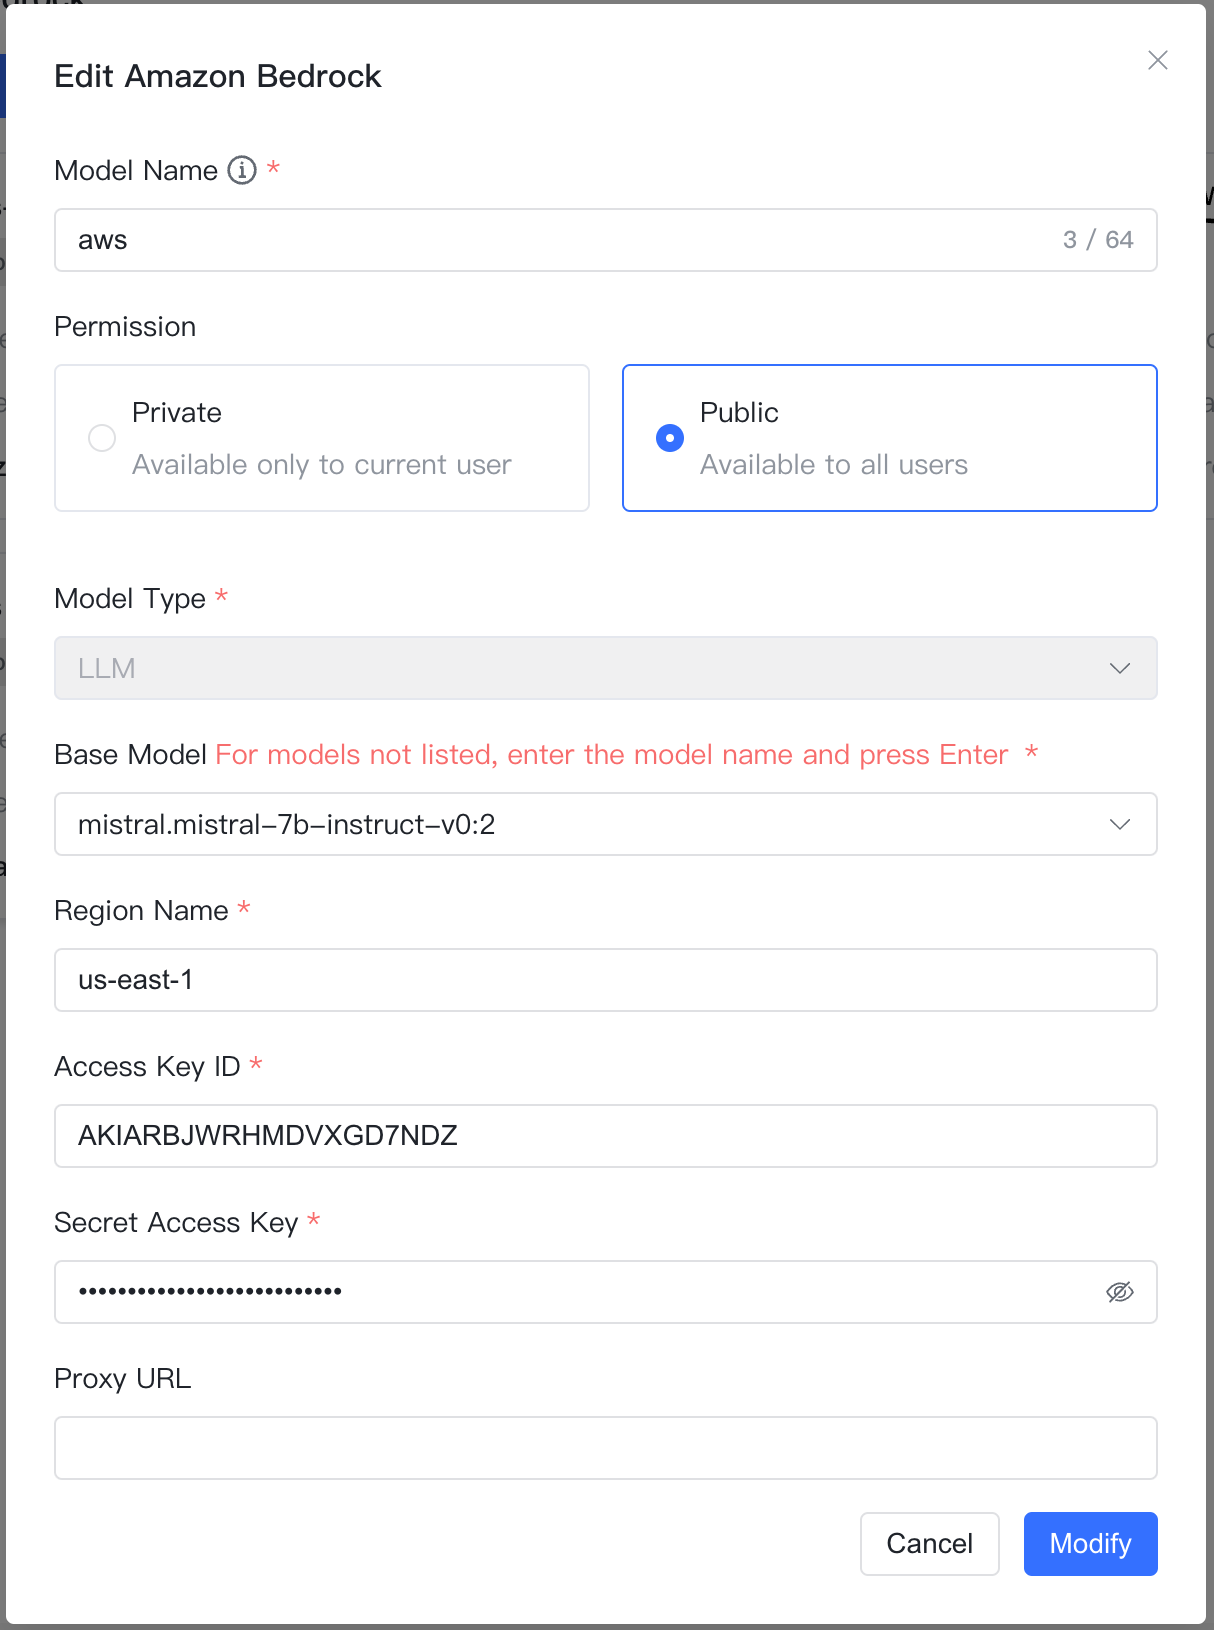 Edit Amazon Bedrock
Model Name *
aws 3 / 64
Permission
Private
Available only to current user
Public
Available to all users
Model Type *
LLM
Base Model For models not listed, enter the model name and press Enter *
mistral.mistral-7b-instruct-v0:2
Region Name *
us-east-1
Access Key ID *
AKIARBJWRHMDVXGD7NDZ
Secret Access Key *
•••••••••••••••••••••••••••
Proxy URL
Cancel Modify